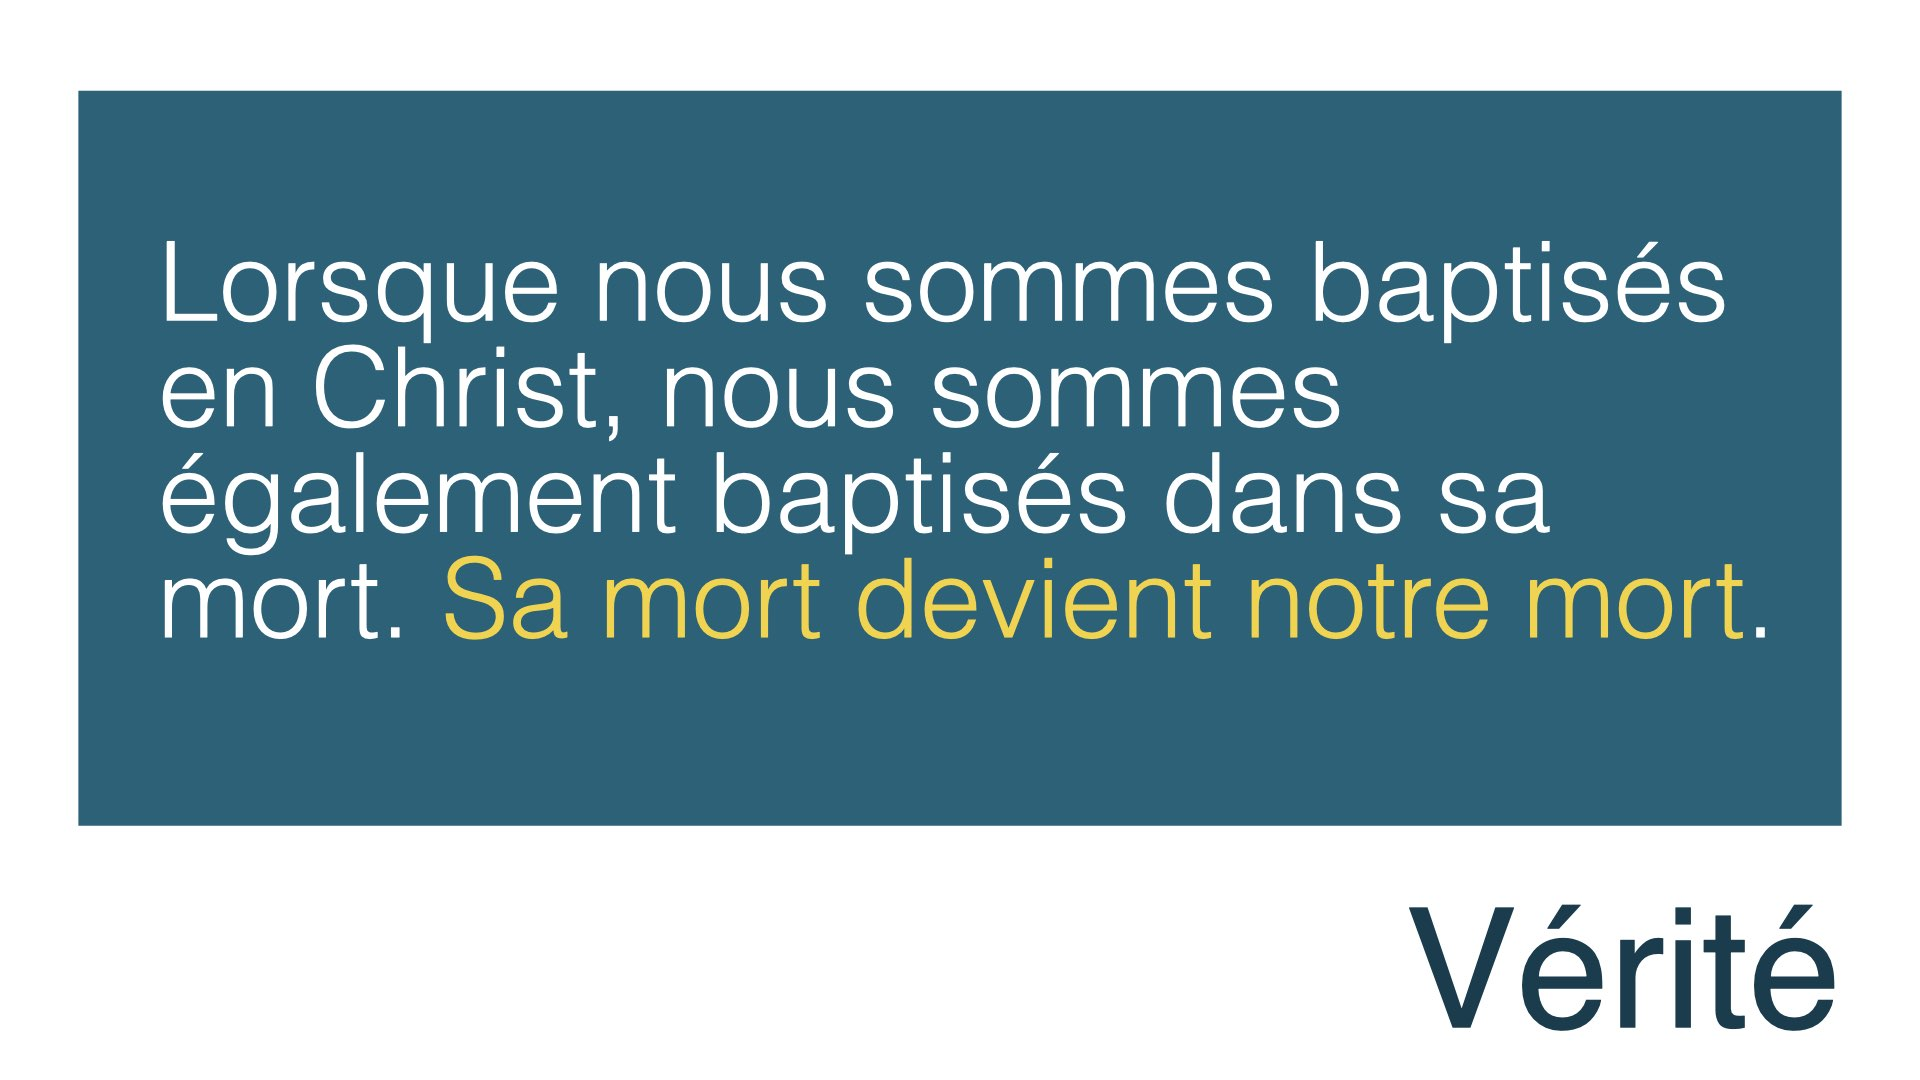 Lorsque nous sommes baptisés
en Christ, nous sommes
également baptisés dans sa
mort. Sa mort devient notre mort.
Vérité